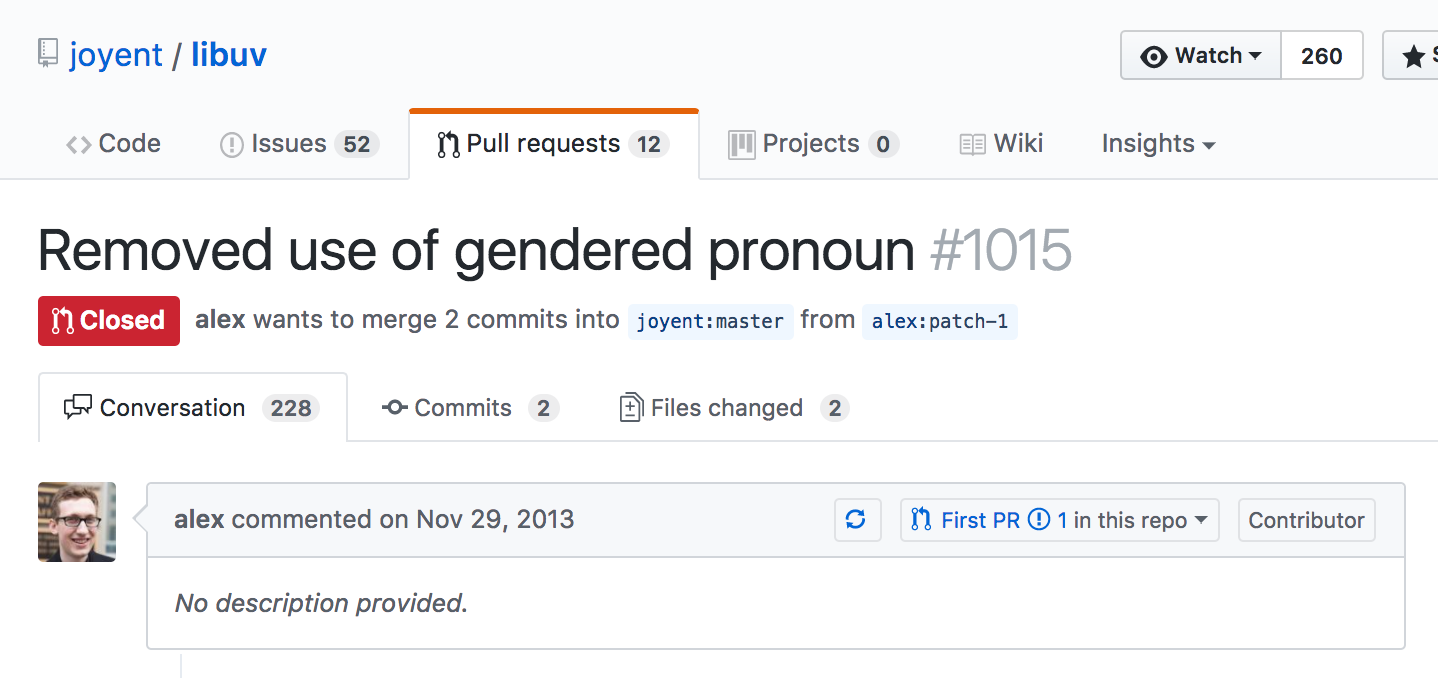 joyent / libuv
Watch 260
Code Issues 52 Pull requests 12 Projects 0 Wiki Insights
Removed use of gendered pronoun #1015
Closed alex wants to merge 2 commits into joyent:master from alex:patch-1
Conversation 228 Commits 2 Files changed 2
alex commented on Nov 29, 2013 First PR 1 in this repo Contributor
No description provided.